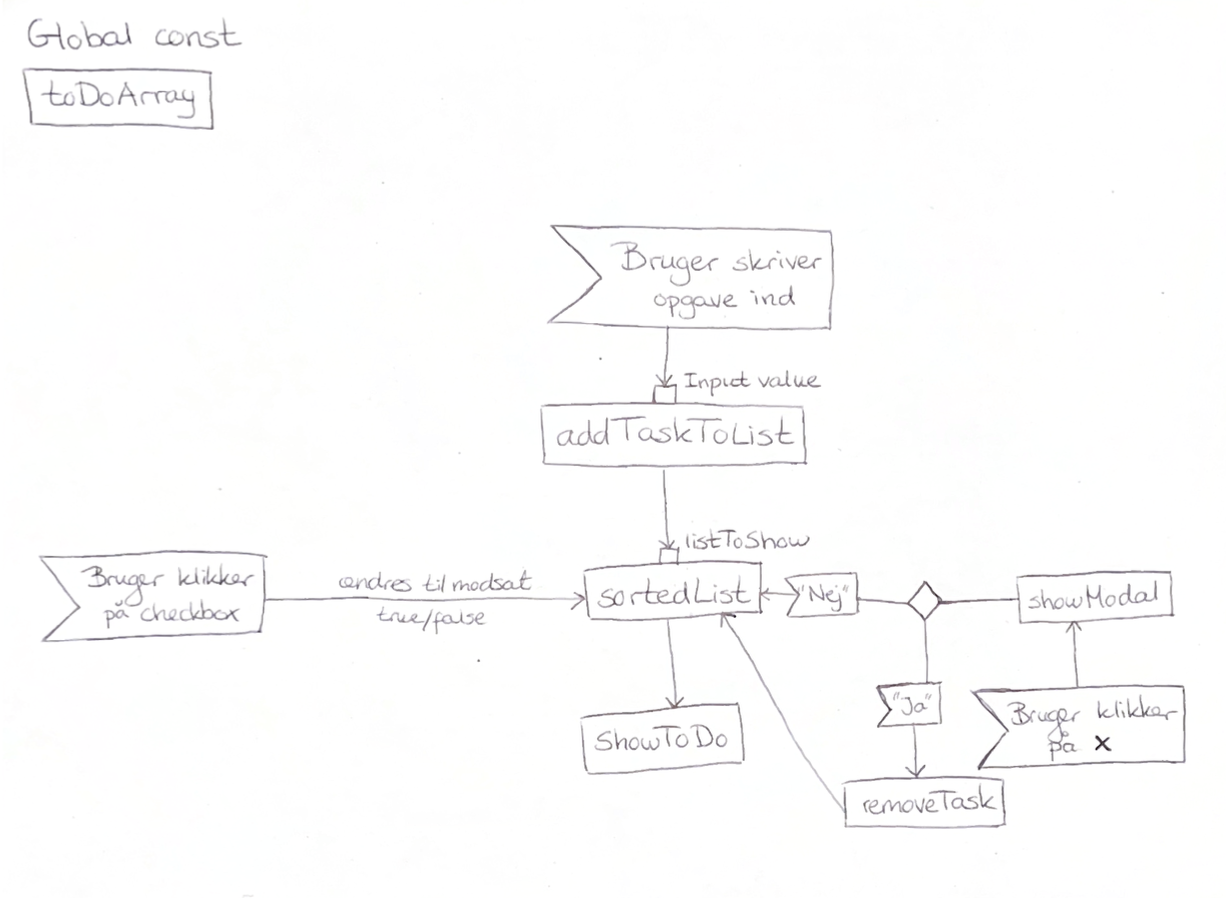 Global const
toDoArray
Bruger skriver
opgave ind
Input value
addTaskToList
listToShow
Bruger klikker
på checkbox
ændres til modsat
true/false
sortedList
"Nej"
showModal
"Ja"
Bruger klikker
på X
ShowToDo
removeTask